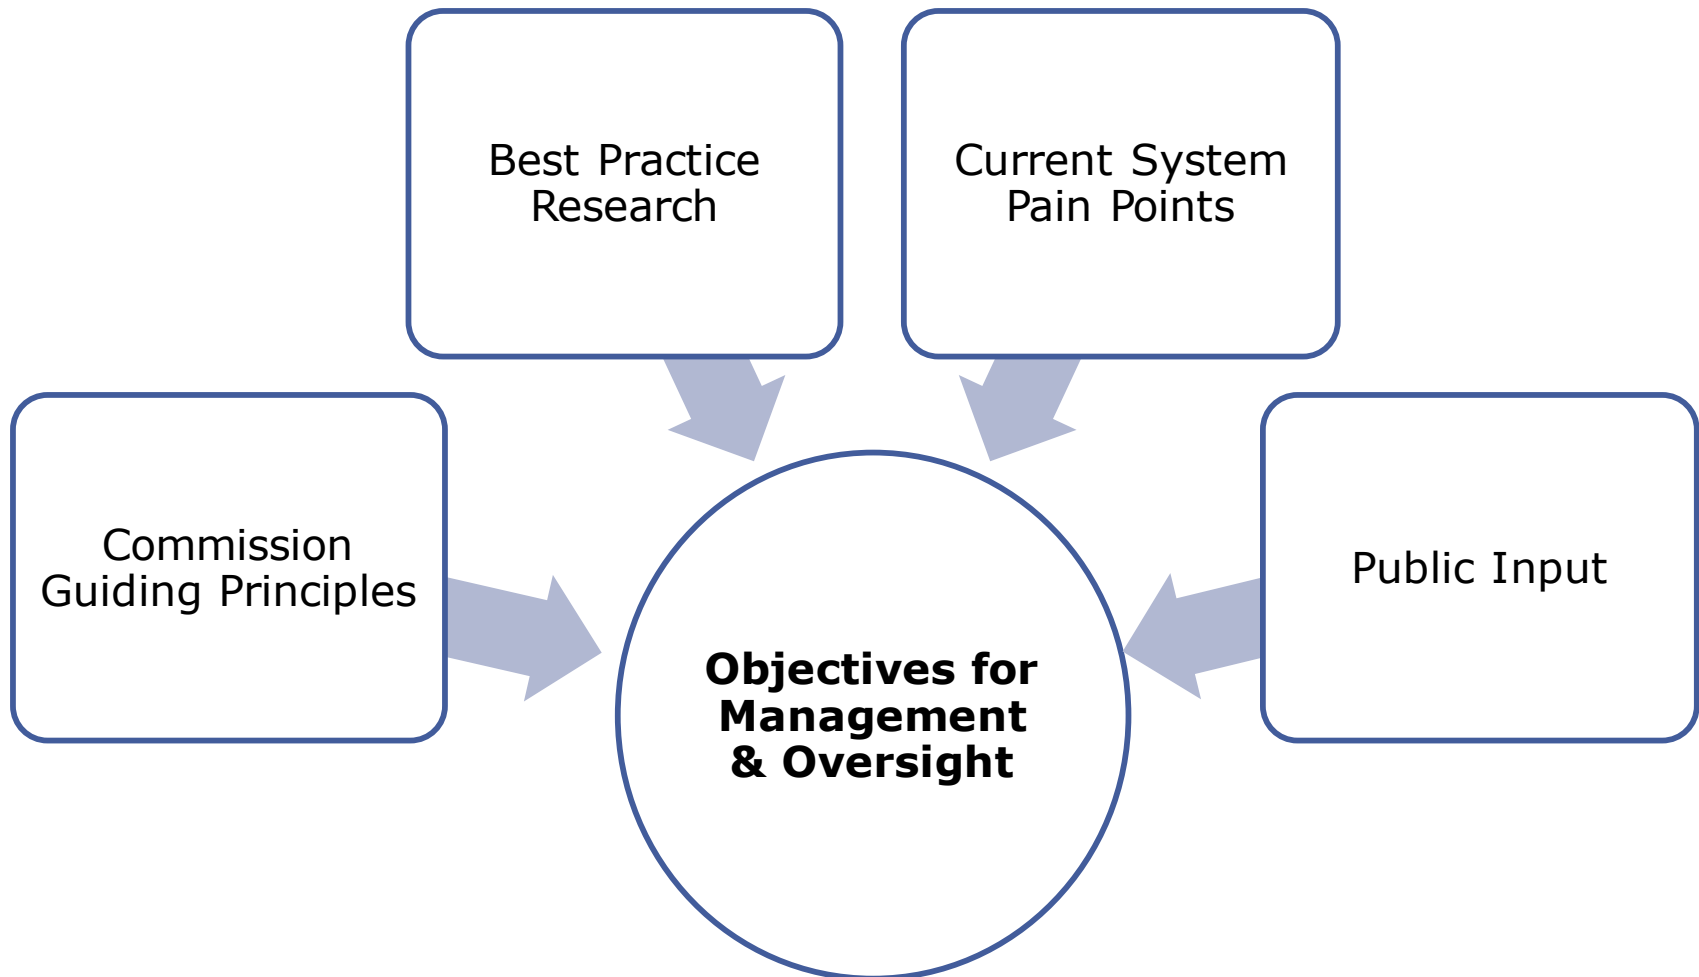 Best Practice
Research
Current System
Pain Points
Commission
Guiding Principles
Public Input
Objectives for
Management
& Oversight